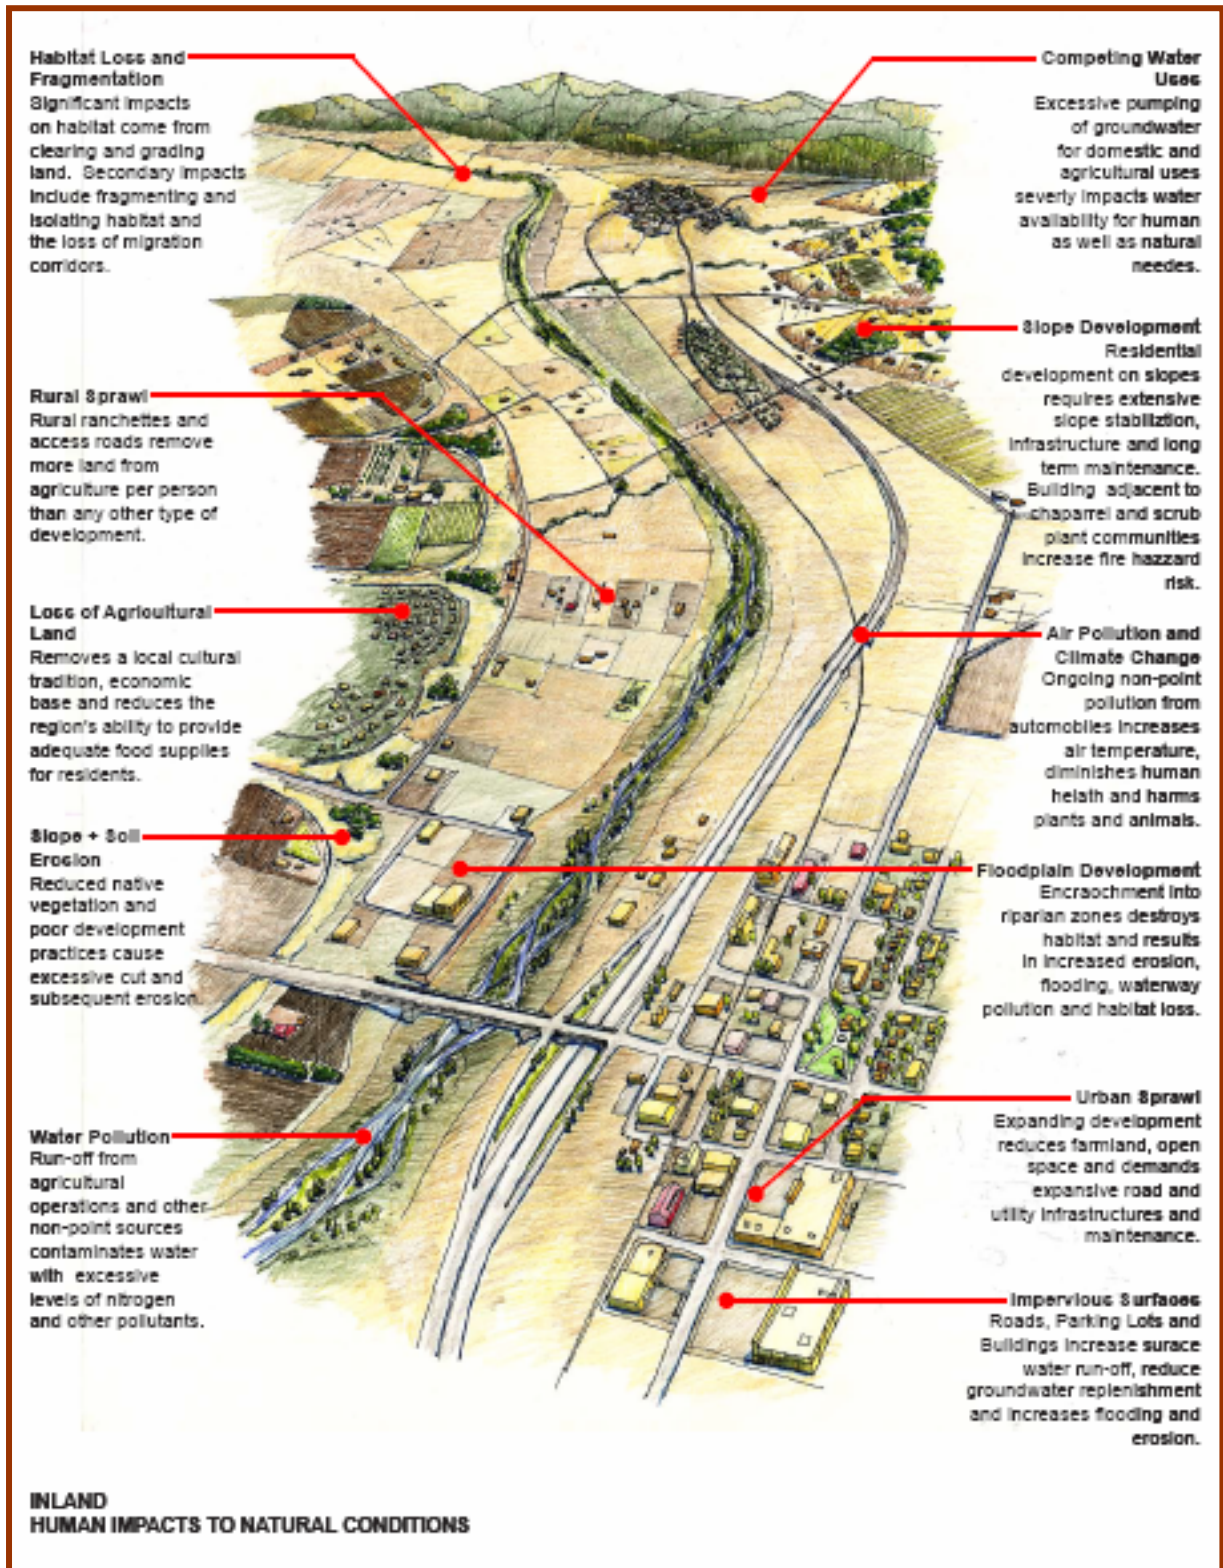 Habitat Loss and
Fragmentation
Significant impacts
on habitat come from
clearing and grading
land. Secondary impacts
include fragmenting and
isolating habitat and
the loss of migration
corridors.
Rural Sprawl
Rural ranchettes and
access roads remove
more land from
agriculture per person
than any other type of
development.
Loss of Agricultural
Land
Removes a local cultural
tradition, economic
base and reduces the
region's ability to provide
adequate food supplies
for residents.
Slope + Soil
Erosion
Reduced native
vegetation and
poor development
practices cause
excessive cut and
subsequent erosion.
Water Pollution
Run-off from
agricultural
operations and other
non-point sources
contaminates water
with excessive
levels of nitrogen
and other pollutants.
Competing Water
Uses
Excessive pumping
of groundwater
for domestic and
agricultural uses
severty impacts water
availability for human
as well as natural
needes.
Slope Development
Residential
development on slopes
requires extensive
slope stabilztion,
infrastructure and long
term maintenance.
Building adjacent to
chaparrel and scrub
plant communities
increase fire hazzard
risk.
Air Pollution and
Climate Change
Ongoing non-point
pollution from
automobiles increases
air temperature,
diminishes human
helath and harms
plants and animals.
Floodplain Development
Encraochment into
riparian zones destroys
habitat and results
in increased erosion,
flooding, waterway
pollution and habitat loss.
Urban Sprawl
Expanding development
reduces farmland, open
space and demands
expansive road and
utility infrastructures and
maintenance.
Impervious Surfaces
Roads, Parking Lots and
Buildings increase surace
water run-off, reduce
groundwater replenishment
and increases flooding and
erosion.
INLAND
HUMAN IMPACTS TO NATURAL CONDITIONS